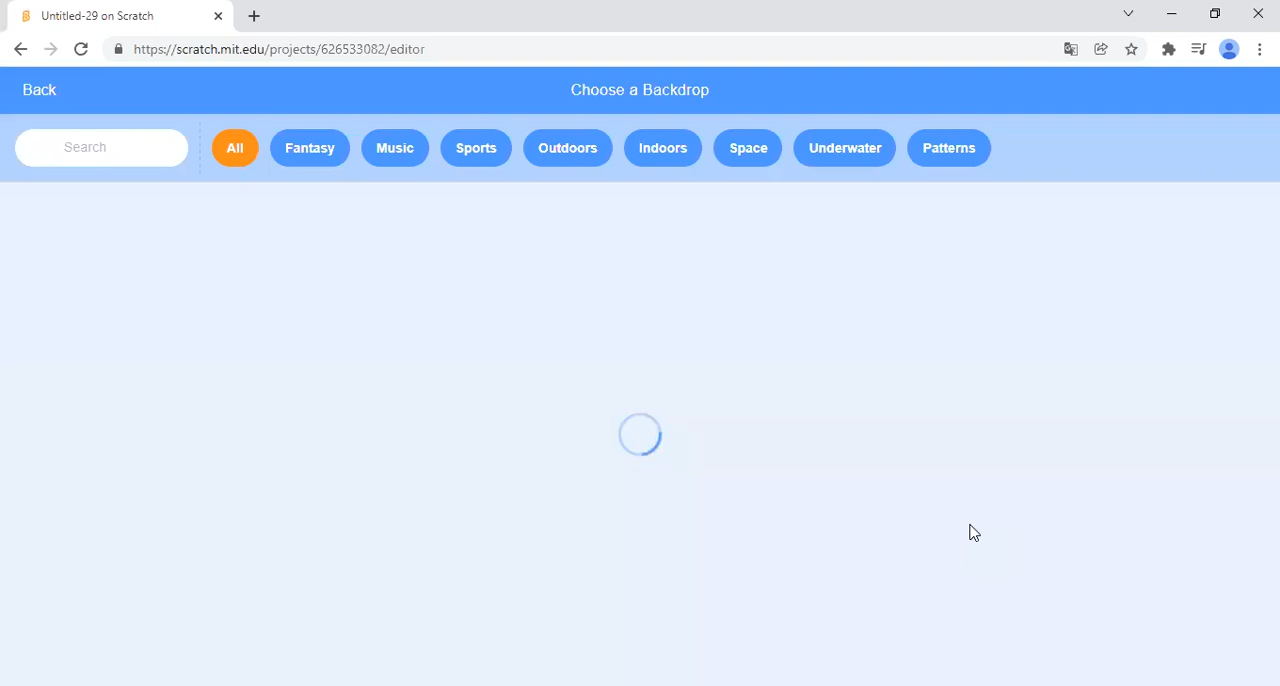 Untitled-29 on Scratch
https://scratch.mit.edu/projects/626533082/editor
Back
Choose a Backdrop
Search
All
Fantasy
Music
Sports
Outdoors
Indoors
Space
Underwater
Patterns